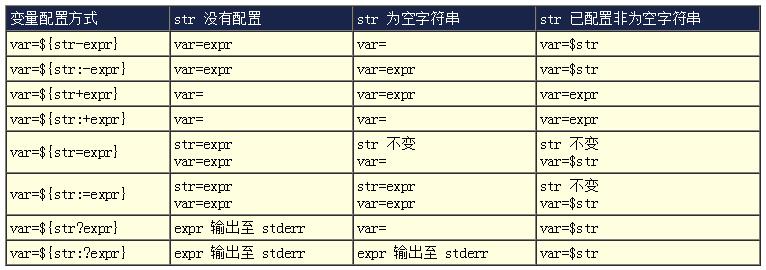 变量配置方式 str 没有配置 str 为空字符串 str 已配置非为空字符串
var=${str-expr} var=expr var= var=$str
var=${str:-expr} var=expr var=expr var=$str
var=${str+expr} var= var=expr var=expr
var=${str:+expr} var= var= var=expr
var=${str=expr} str=expr str 不变 str 不变
var=expr var= var=$str
var=${str:=expr} str=expr str=expr str 不变
var=expr var=expr var=$str
var=${str?expr} expr 输出至 stderr var= var=$str
var=${str:?expr} expr 输出至 stderr expr 输出至 stderr var=$str